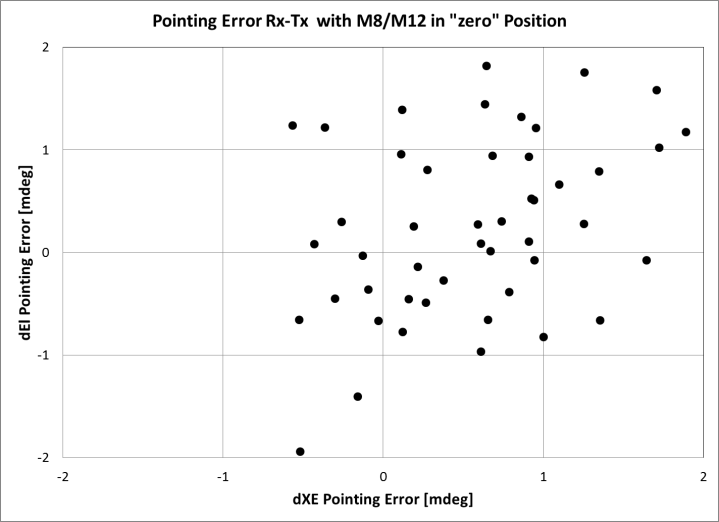 Pointing Error Rx-Tx  with M8/M12 in "zero" Position
2
1
0
-1
-2
dEl Pointing Error [mdeg]
-2 -1 0 1 2
dXE Pointing Error [mdeg]